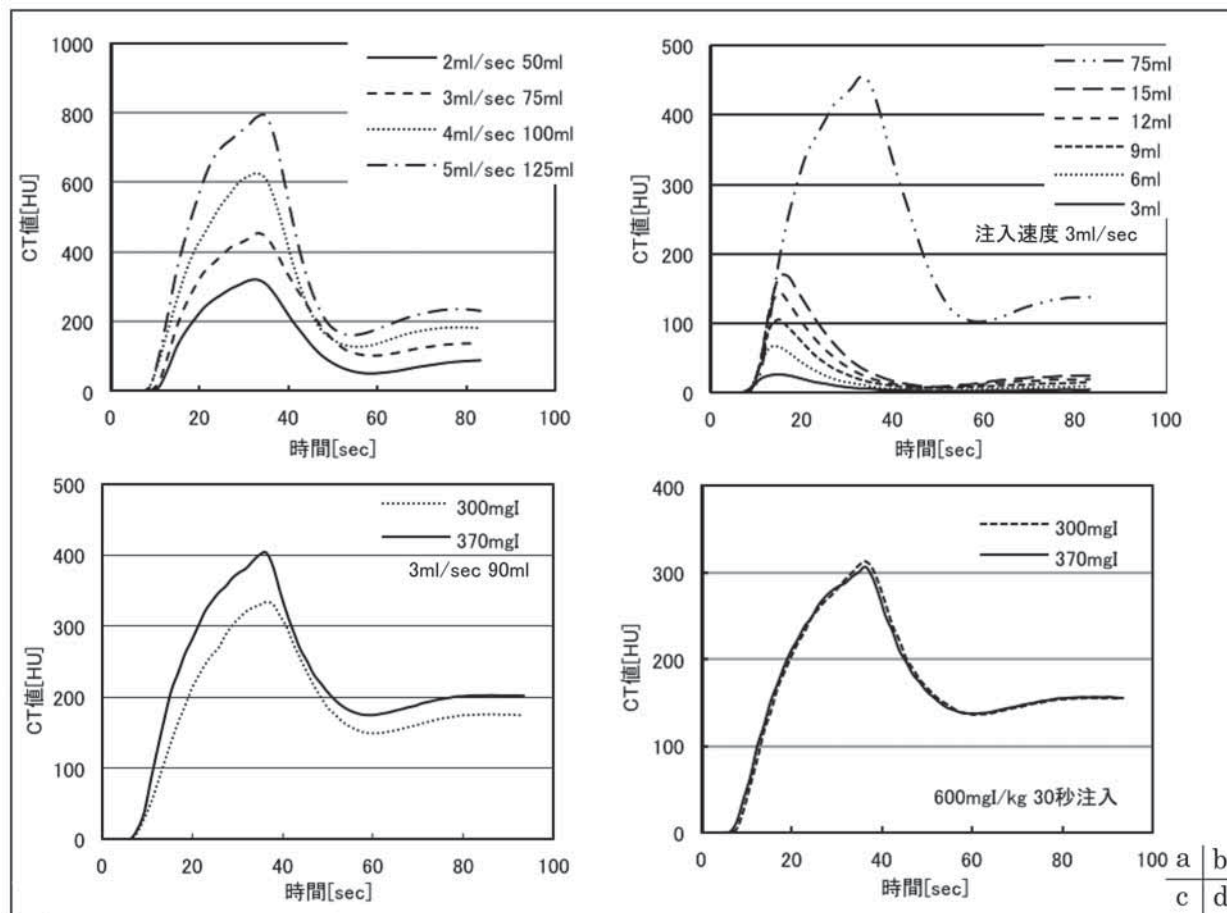 1000
800
600
400
200
0
0 20 40 60 80 100
CT値[HU]
時間[sec]
2ml/sec 50ml
3ml/sec 75ml
4ml/sec 100ml
5ml/sec 125ml
500
400
300
200
100
0
0 20 40 60 80 100
CT値[HU]
時間[sec]
75ml
15ml
12ml
9ml
6ml
3ml
注入速度 3ml/sec
500
400
300
200
100
0
0 20 40 60 80 100
CT値[HU]
時間[sec]
300mgI
370mgI
3ml/sec 90ml
400
300
200
100
0
0 20 40 60 80 100
CT値[HU]
時間[sec]
300mgI
370mgI
600mgI/kg 30秒注入
a b
c d